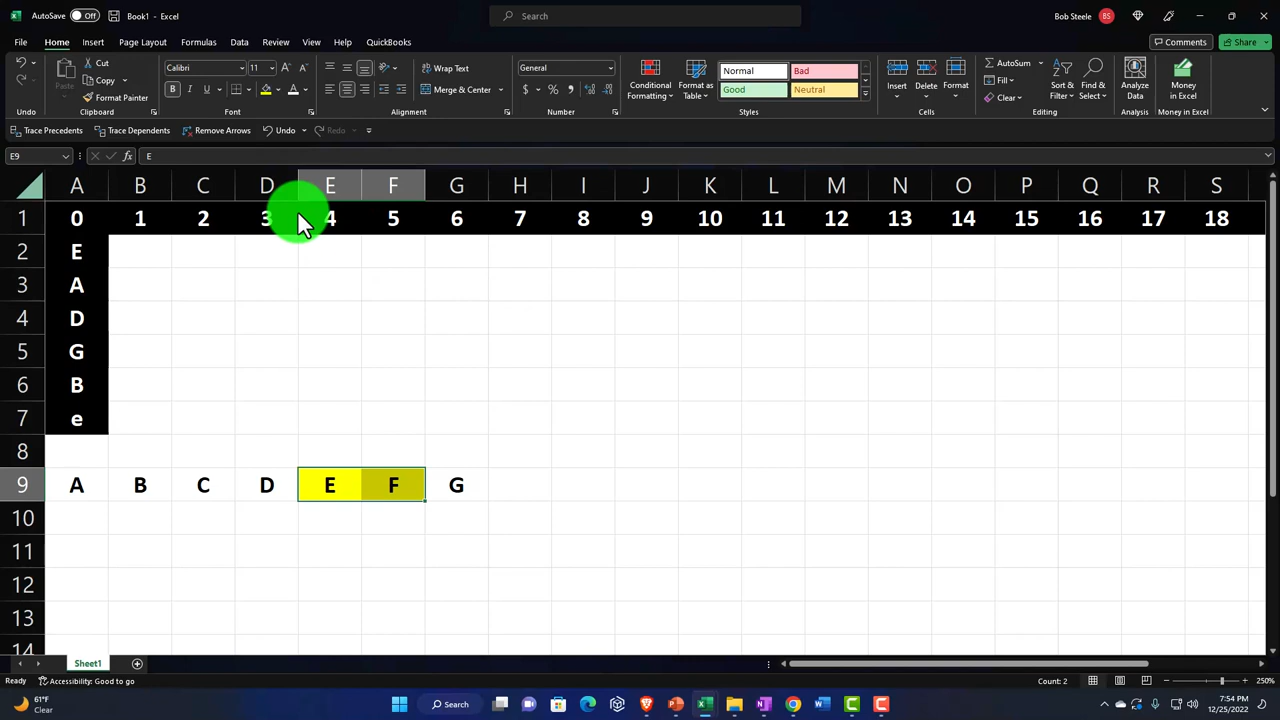 AutoSave Off Book1 - Excel Search Bob Steele BS
File Home Insert Page Layout Formulas Data Review View Help QuickBooks Comments Share
Calibri 11 Wrap Text General Normal Bad AutoSum
Cut
Copy
Format Painter
Paste B I U A Merge & Center $ % Good Neutral Fill
Clear
Conditional Formatting Format as Table Insert Delete Format Sort & Filter Find & Select Analyze Data Money in Excel
Undo Clipboard Font Alignment Number Styles Cells Editing Analysis Money in Excel
Trace Precedents Trace Dependents Remove Arrows Undo Redo
E9 fx E
A B C D E F G H I J K L M N O P Q R S
1 0 1 2 3 4 5 6 7 8 9 10 11 12 13 14 15 16 17 18
2 E
3 A
4 D
5 G
6 B
7 e
8
9 A B C D E F G
10
11
12
13
14
Sheet1
Ready Accessibility: Good to go Count: 2 250%
61°F
Clear
Search
7:54 PM
12/25/2022